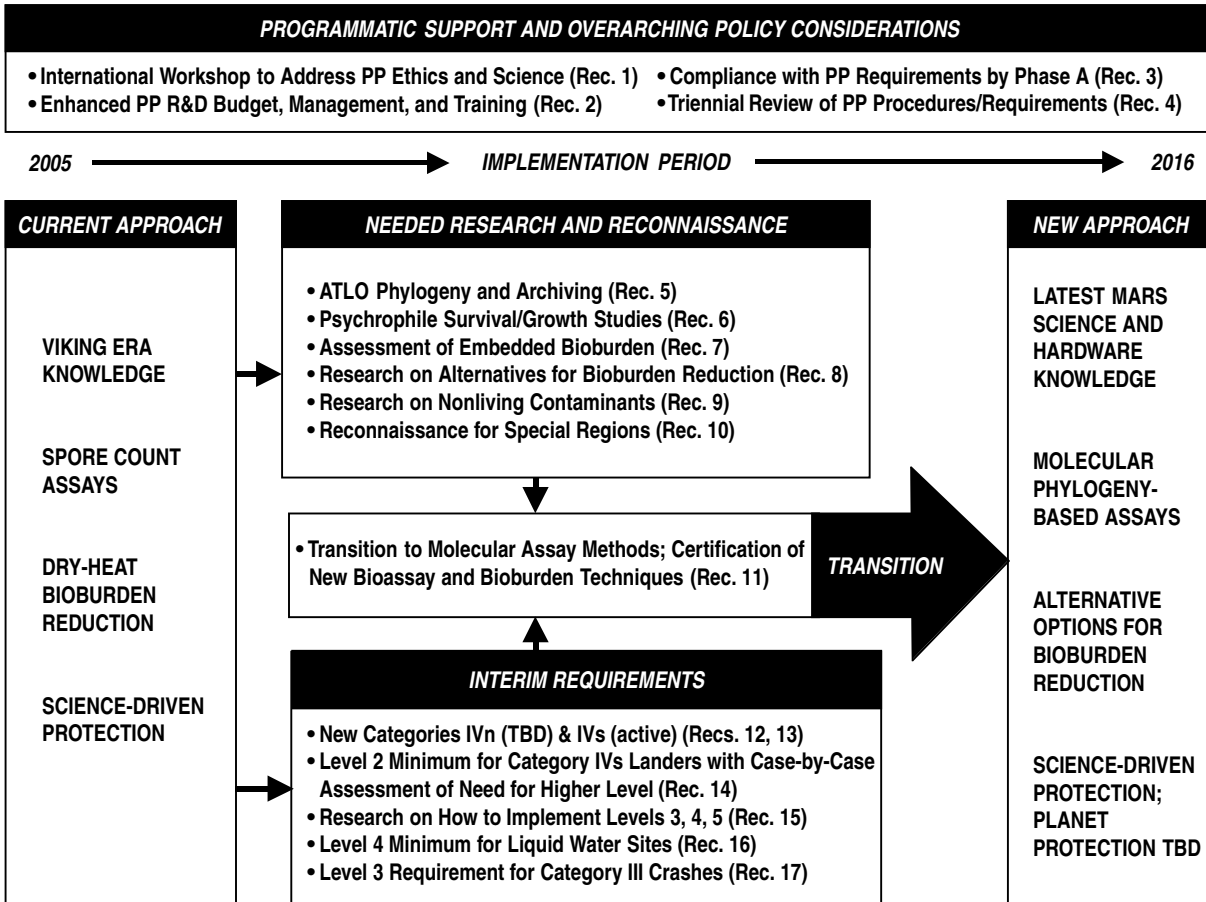 PROGRAMMATIC SUPPORT AND OVERARCHING POLICY CONSIDERATIONS
• International Workshop to Address PP Ethics and Science (Rec. 1)
• Enhanced PP R&D Budget, Management, and Training (Rec. 2)
• Compliance with PP Requirements by Phase A (Rec. 3)
• Triennial Review of PP Procedures/Requirements (Rec. 4)
2005
IMPLEMENTATION PERIOD
2016
CURRENT APPROACH
VIKING ERA
KNOWLEDGE
SPORE COUNT
ASSAYS
DRY-HEAT
BIOBURDEN
REDUCTION
SCIENCE-DRIVEN
PROTECTION
NEEDED RESEARCH AND RECONNAISSANCE
• ATLO Phylogeny and Archiving (Rec. 5)
• Psychrophile Survival/Growth Studies (Rec. 6)
• Assessment of Embedded Bioburden (Rec. 7)
• Research on Alternatives for Bioburden Reduction (Rec. 8)
• Research on Nonliving Contaminants (Rec. 9)
• Reconnaissance for Special Regions (Rec. 10)
• Transition to Molecular Assay Methods; Certification of
New Bioassay and Bioburden Techniques (Rec. 11)
TRANSITION
INTERIM REQUIREMENTS
• New Categories IVn (TBD) & IVs (active) (Recs. 12, 13)
• Level 2 Minimum for Category IVs Landers with Case-by-Case
Assessment of Need for Higher Level (Rec. 14)
• Research on How to Implement Levels 3, 4, 5 (Rec. 15)
• Level 4 Minimum for Liquid Water Sites (Rec. 16)
• Level 3 Requirement for Category III Crashes (Rec. 17)
NEW APPROACH
LATEST MARS
SCIENCE AND
HARDWARE
KNOWLEDGE
MOLECULAR
PHYLOGENY-
BASED ASSAYS
ALTERNATIVE
OPTIONS FOR
BIOBURDEN
REDUCTION
SCIENCE-DRIVEN
PROTECTION;
PLANET
PROTECTION TBD